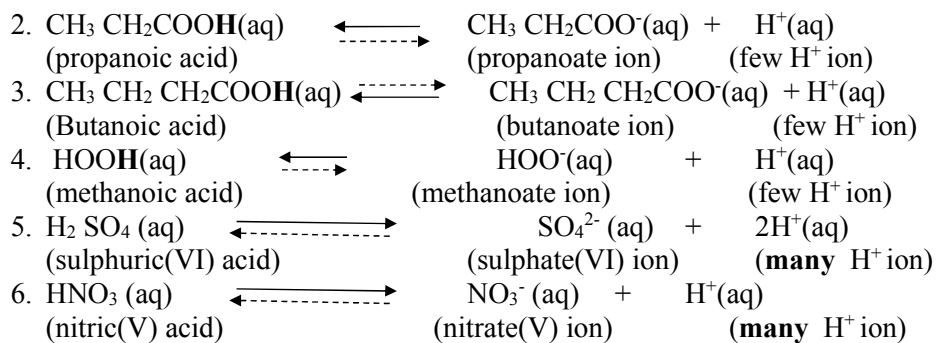 2. CH₃ CH₂COOH(aq) CH₃ CH₂COO⁻(aq) + H⁺(aq)
(propanoic acid) (propanoate ion) (few H⁺ ion)
3. CH₃ CH₂ CH₂COOH(aq) CH₃ CH₂ CH₂COO⁻(aq) + H⁺(aq)
(Butanoic acid) (butanoate ion) (few H⁺ ion)
4. HOOH(aq) HOO⁻(aq) + H⁺(aq)
(methanoic acid) (methanoate ion) (few H⁺ ion)
5. H₂ SO₄ (aq) SO₄²⁻(aq) + 2H⁺(aq)
(sulphuric(VI) acid) (sulphate(VI) ion) (many H⁺ ion)
6. HNO₃ (aq) NO₃⁻ (aq) + H⁺(aq)
(nitric(V) acid) (nitrate(V) ion) (many H⁺ ion)